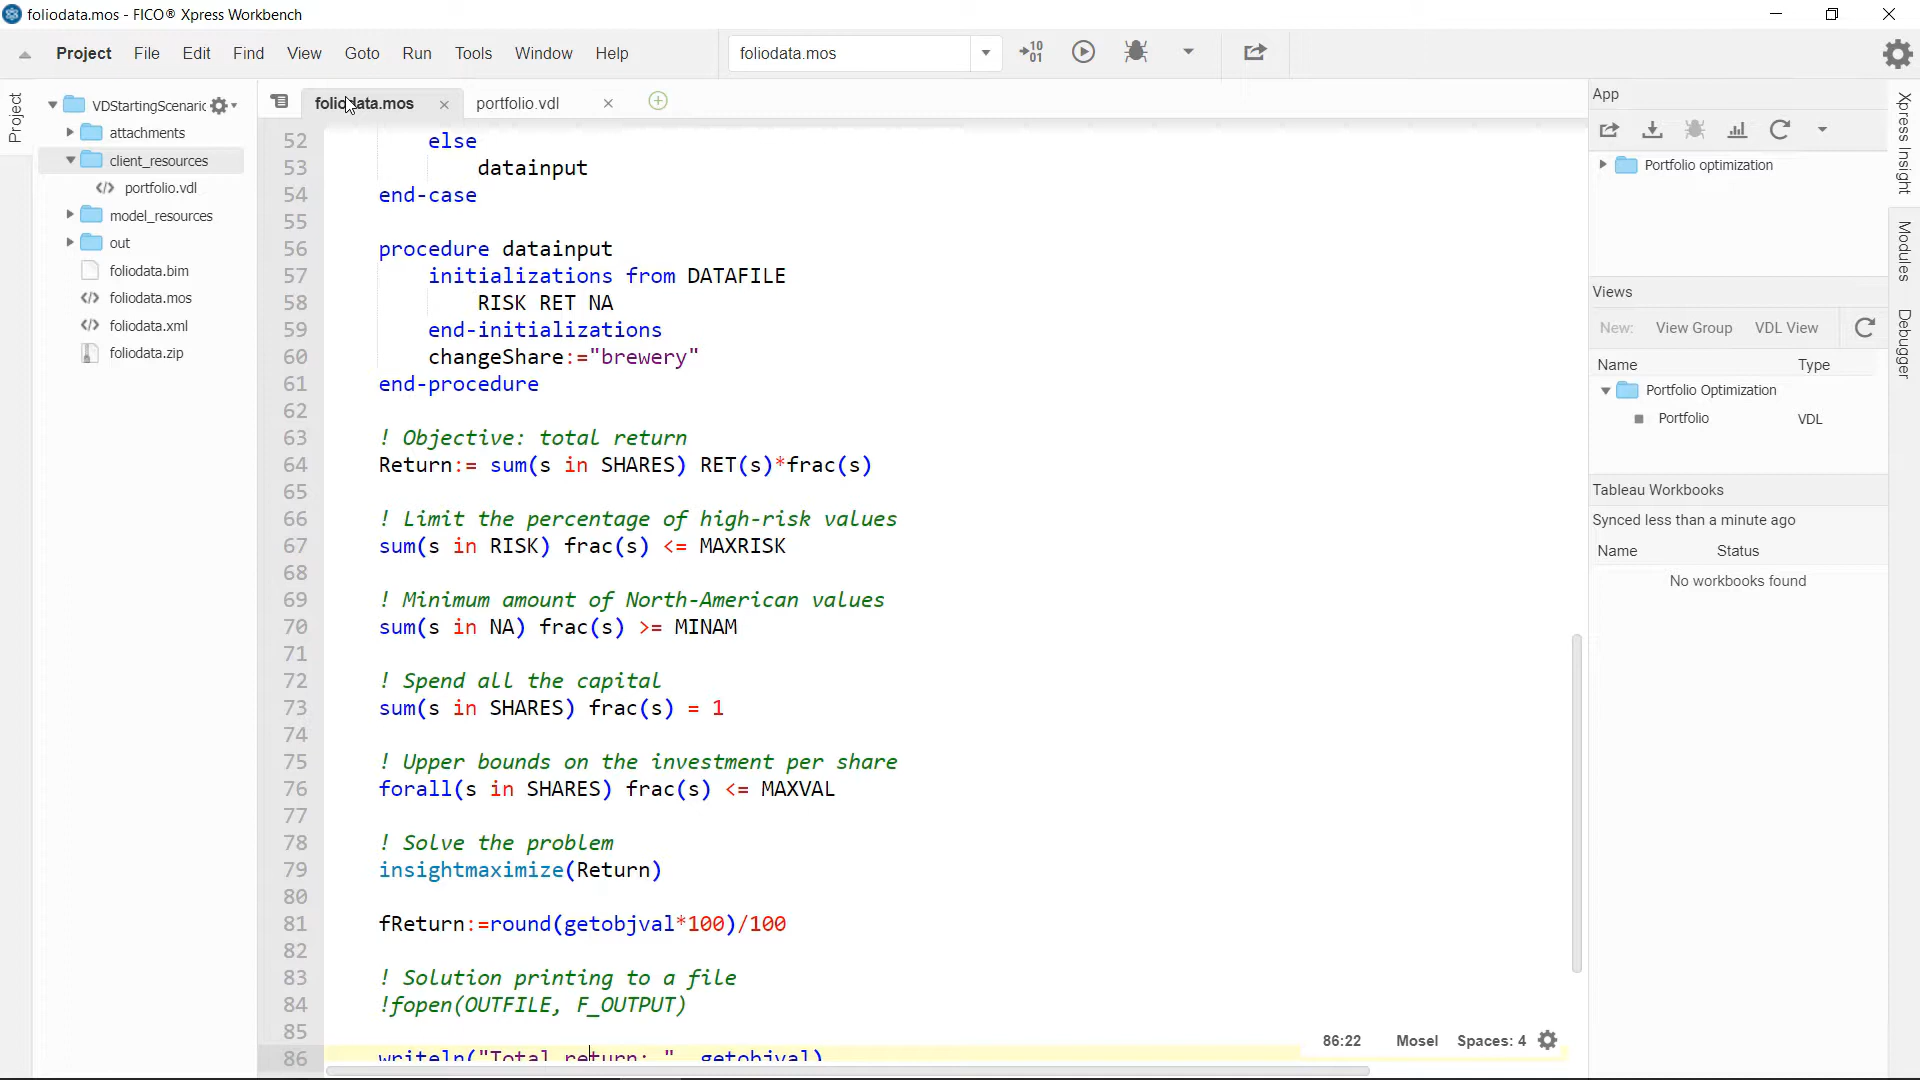 foliodata.mos - FICO® Xpress Workbench
Project File Edit Find View Goto Run Tools Window Help
foliodata.mos
→10
01
Project
VDStartingScenaric
attachments
client_resources
portfolio.vdl
model_resources
out
foliodata.bim
foliodata.mos
foliodata.xml
foliodata.zip
foliodata.mos
portfolio.vdl
52 else
53 datainput
54 end-case
55
56 procedure datainput
57 initializations from DATAFILE
58 RISK RET NA
59 end-initializations
60 changeShare:="brewery"
61 end-procedure
62
63 ! Objective: total return
64 Return:= sum(s in SHARES) RET(s)*frac(s)
65
66 ! Limit the percentage of high-risk values
67 sum(s in RISK) frac(s) <= MAXRISK
68
69 ! Minimum amount of North-American values
70 sum(s in NA) frac(s) >= MINAM
71
72 ! Spend all the capital
73 sum(s in SHARES) frac(s) = 1
74
75 ! Upper bounds on the investment per share
76 forall(s in SHARES) frac(s) <= MAXVAL
77
78 ! Solve the problem
79 insightmaximize(Return)
80
81 fReturn:=round(getobjval*100)/100
82
83 ! Solution printing to a file
84 !fopen(OUTFILE, F_OUTPUT)
85
86 writeln("Total return: ", getobjval)
86:22 Mosel Spaces: 4
App
Portfolio optimization
Views
New: View Group VDL View
Name Type
Portfolio Optimization
Portfolio VDL
Tableau Workbooks
Synced less than a minute ago
Name Status
No workbooks found
Xpress Insight
Modules
Debugger